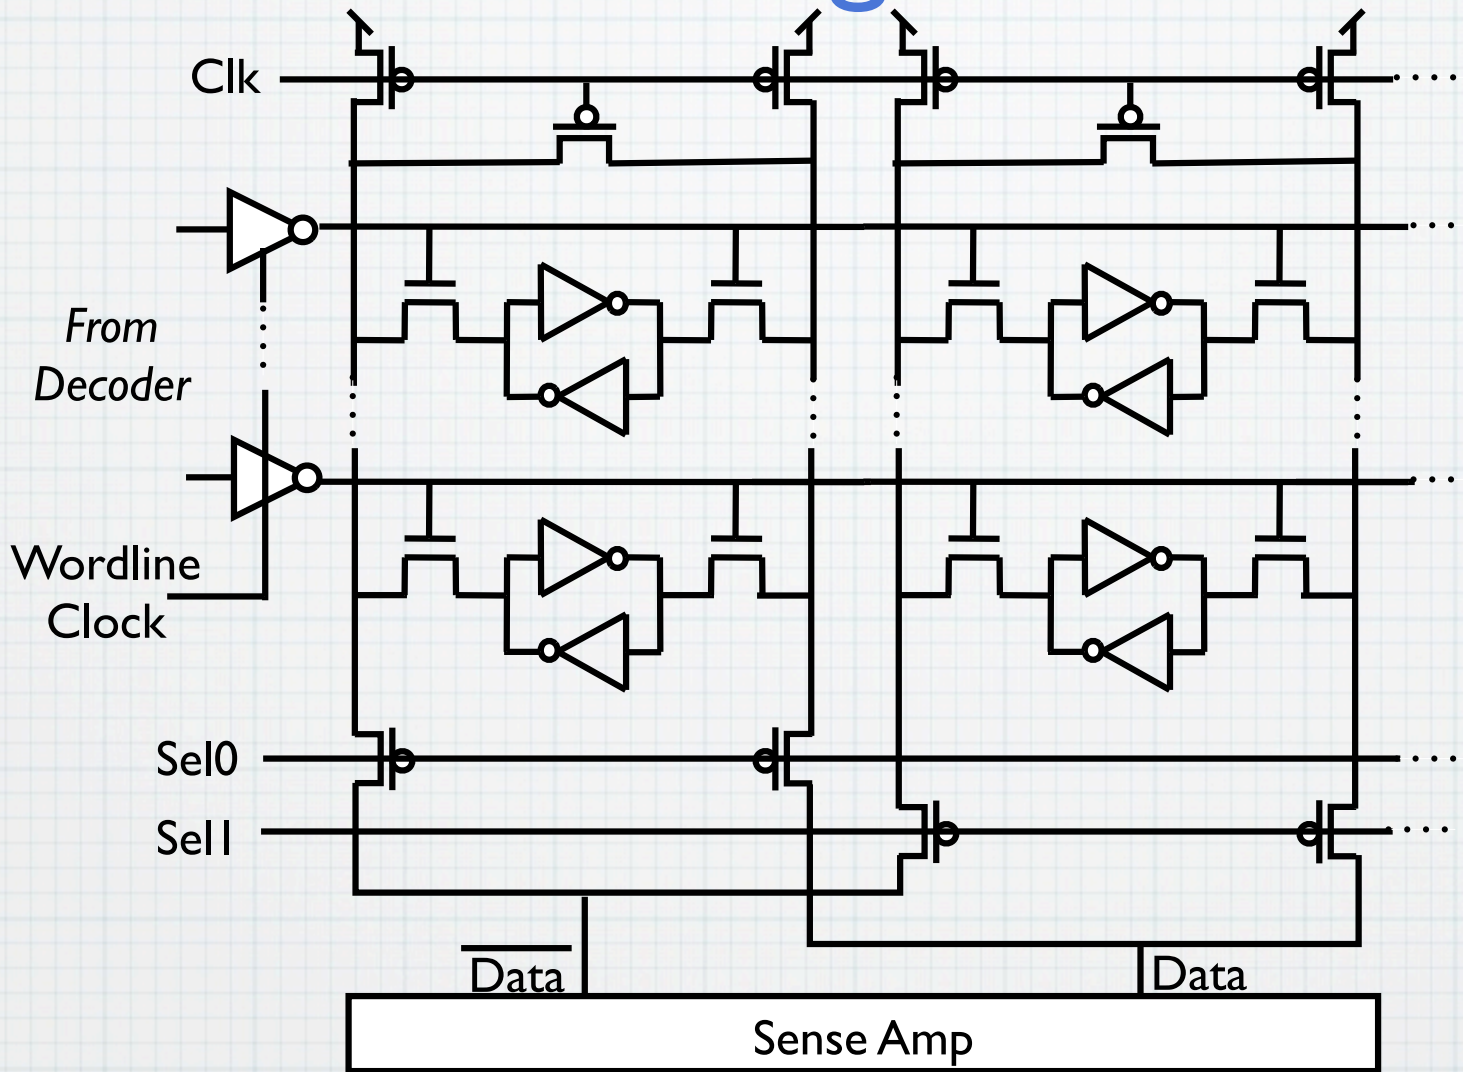 Clk
From
Decoder
Wordline
Clock
Sel0
Sel1
Data
Data
Sense Amp